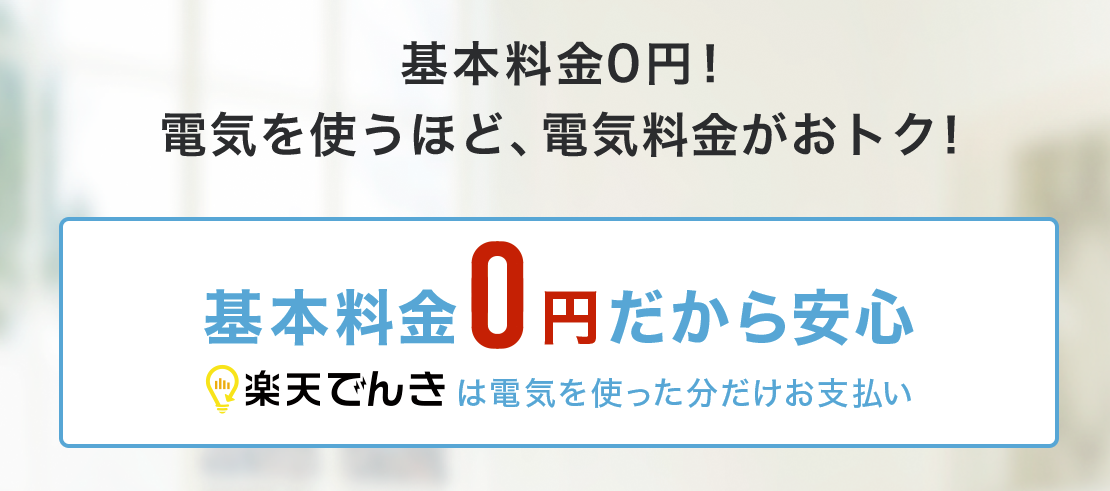 基本料金0円！
電気を使うほど、電気料金がおトク！
基本料金0円だから安心
楽天でんきは電気を使った分だけお支払い